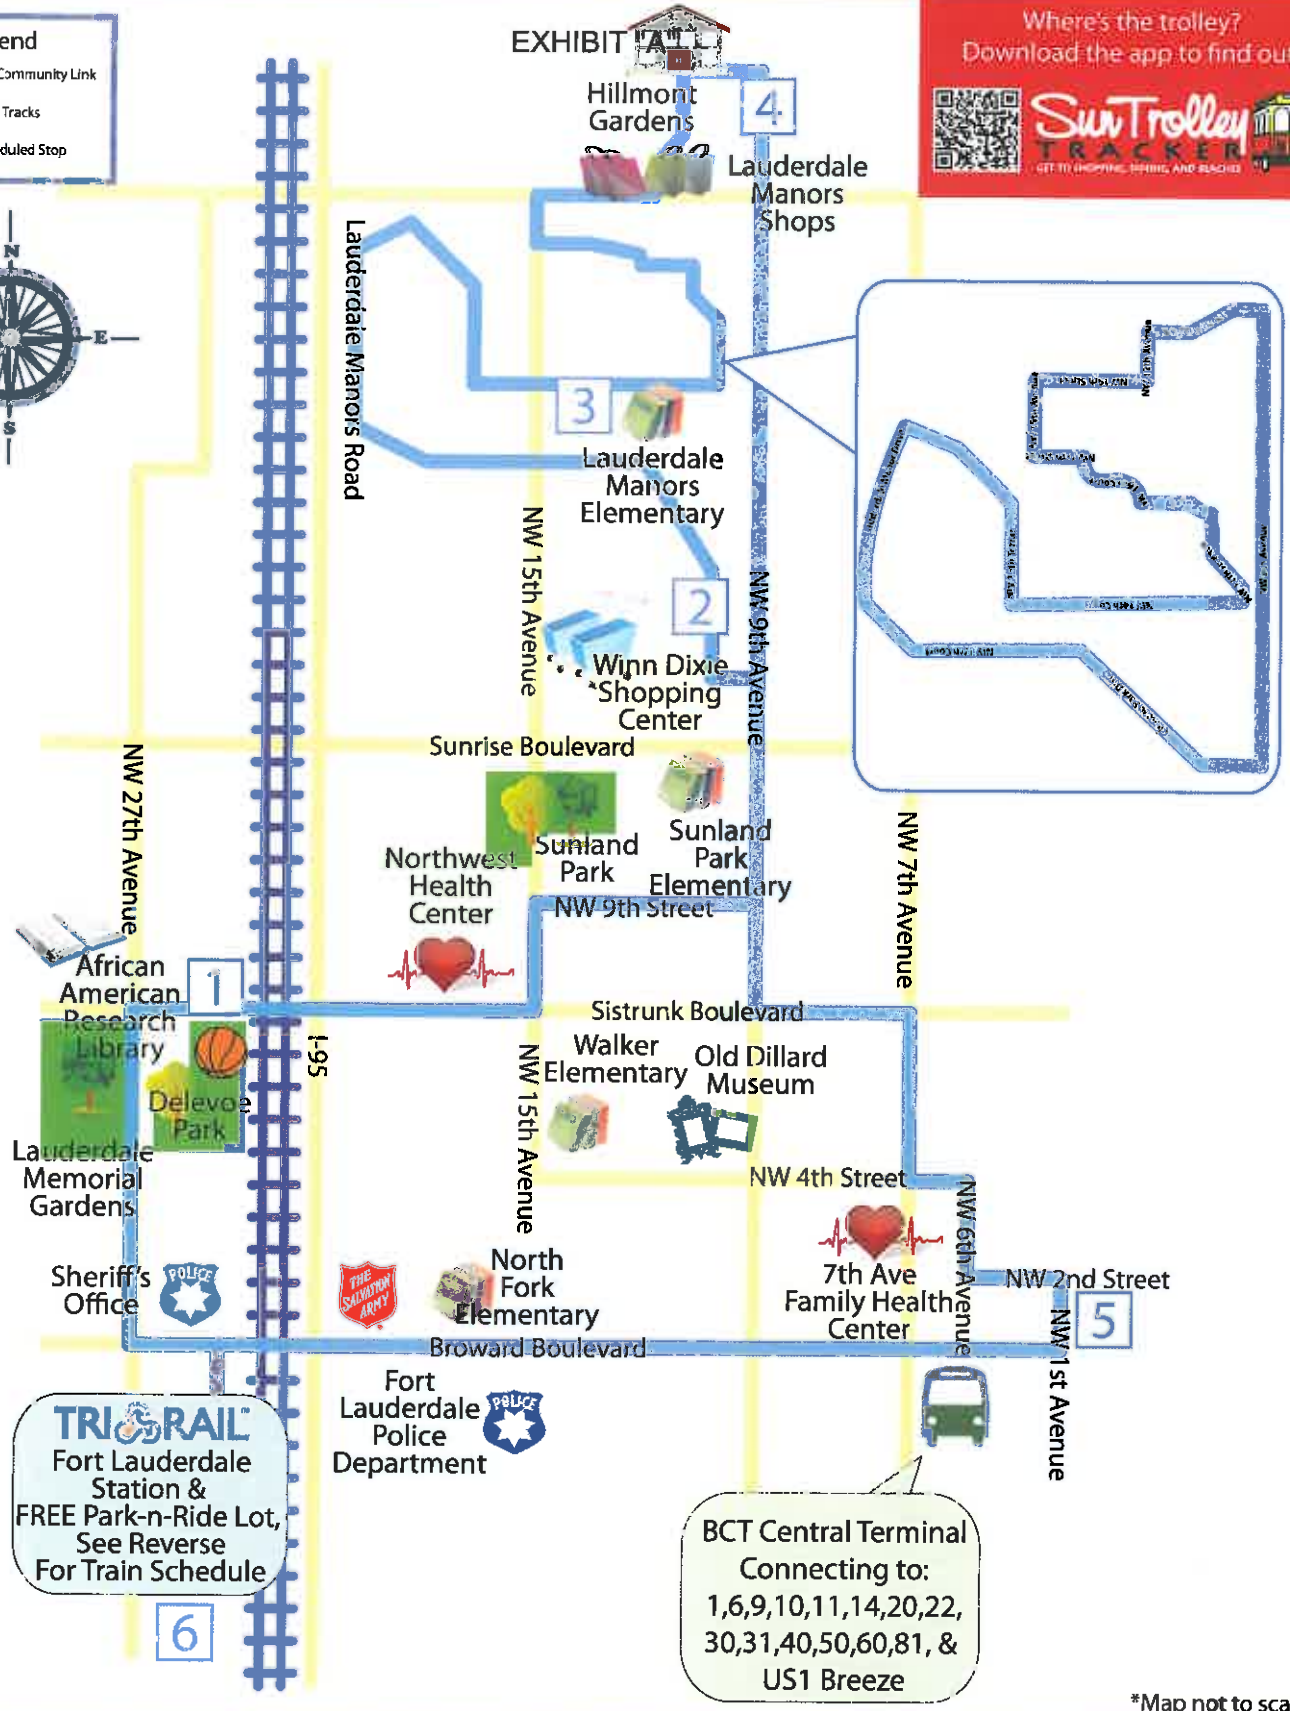 end
Community Link
Tracks
duled Stop
N
E
S
EXHIBIT "A"
Where's the trolley?
Download the app to find out
Sun Trolley
TRACKER
GET TO SHOPPING, DINING, AND BEACHES
Hillmont
Gardens
4
Lauderdale
Manors
Shops
Lauderdale Manors Road
3
Lauderdale
Manors
Elementary
NW 15th Avenue
2
NW 9th Avenue
Winn Dixie
Shopping
Center
Sunrise Boulevard
NW 27th Avenue
Sunland
Park
Sunland
Park
Elementary
NW 7th Avenue
Northwest
Health
Center
NW 9th Street
African
American
Research
Library
1
Sistrunk Boulevard
I-95
Walker
Elementary
Old Dillard
Museum
NW 15th Avenue
Delevoe
Park
Lauderdale
Memorial
Gardens
NW 4th Street
NW 6th Avenue
Sheriff's
Office
POLICE
THE
SALVATION
ARMY
North
Fork
Elementary
7th Ave
Family Health
Center
NW 2nd Street
5
NW 1st Avenue
Broward Boulevard
Fort
Lauderdale
Police
Department
POLICE
TRI RAIL
Fort Lauderdale
Station &
FREE Park-n-Ride Lot,
See Reverse
For Train Schedule
6
BCT Central Terminal
Connecting to:
1,6,9,10,11,14,20,22,
30,31,40,50,60,81, &
US1 Breeze
*Map not to sca